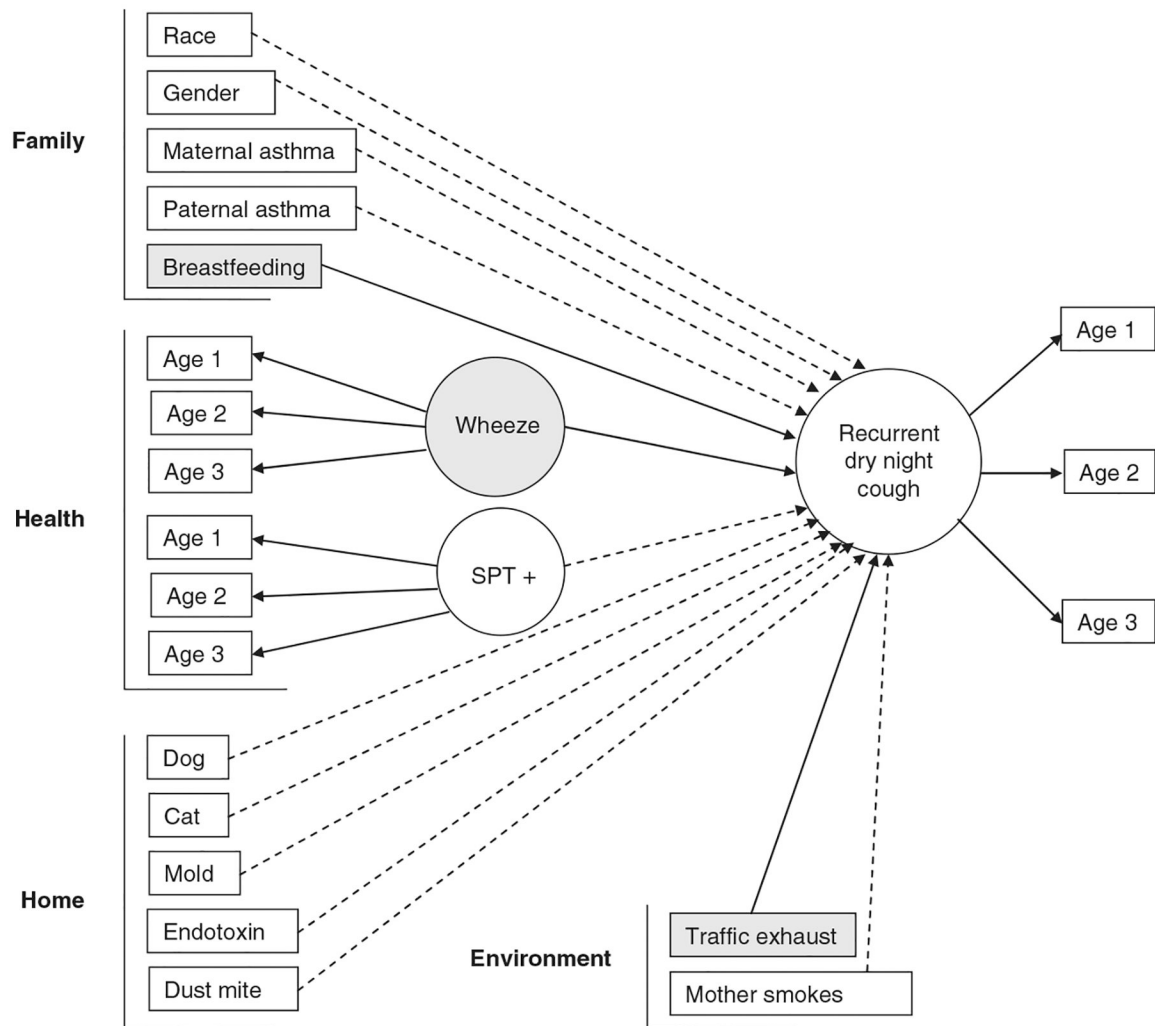 Family
Race
Gender
Maternal asthma
Paternal asthma
Breastfeeding
Health
Age 1
Age 2
Age 3
Wheeze
Age 1
Age 2
Age 3
SPT +
Home
Dog
Cat
Mold
Endotoxin
Dust mite
Environment
Traffic exhaust
Mother smokes
Recurrent
dry night
cough
Age 1
Age 2
Age 3